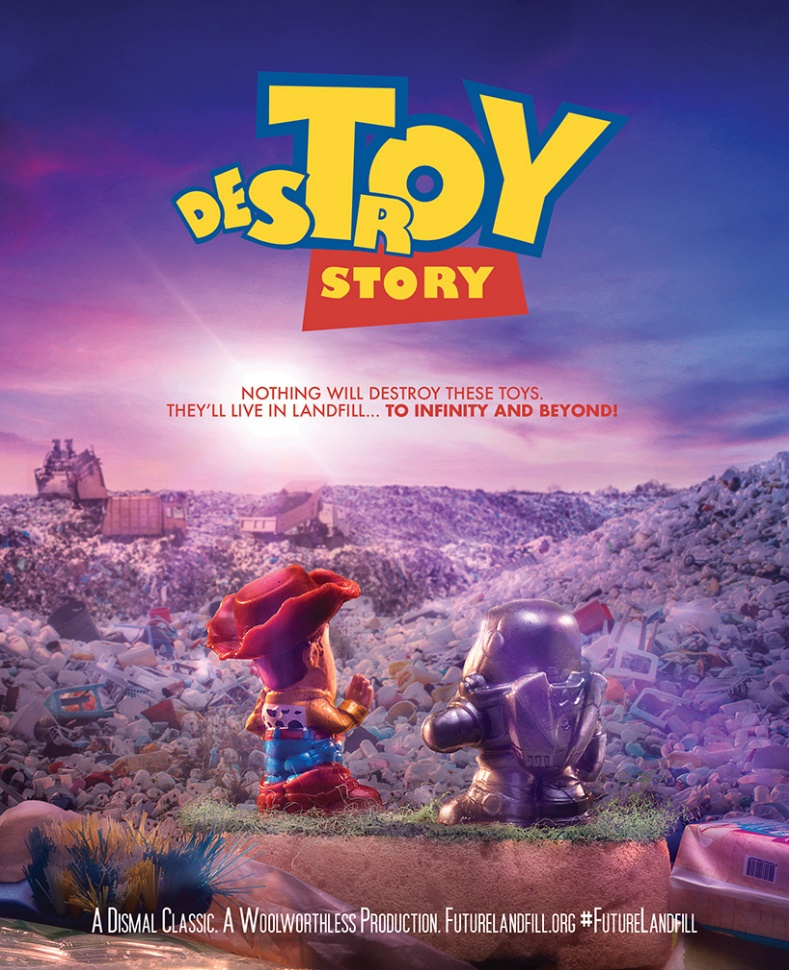 DESTROY
STORY
NOTHING WILL DESTROY THESE TOYS.
THEY'LL LIVE IN LANDFILL... TO INFINITY AND BEYOND!
A DISMAL CLASSIC. A WOOLWORTHLESS PRODUCTION. FUTURELANDFILL.ORG #FUTURELANDFILL